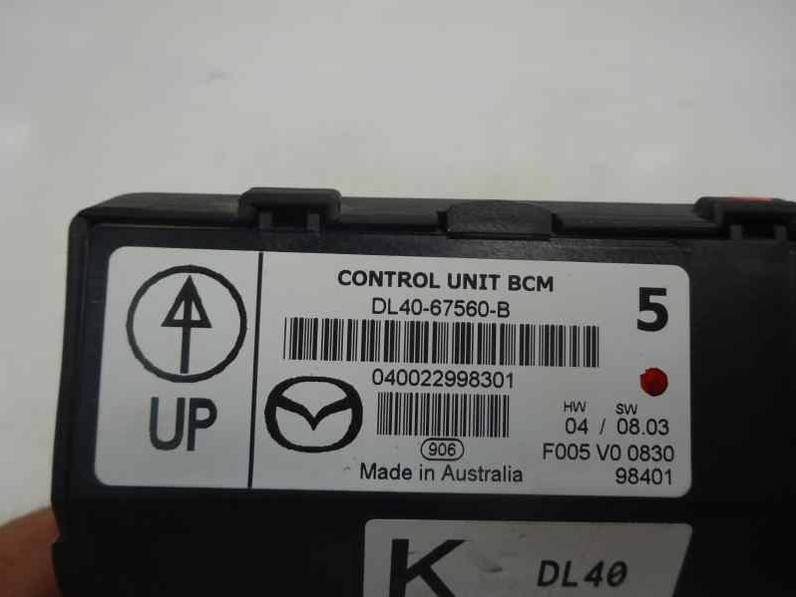 UP
CONTROL UNIT BCM
DL40-67560-B
5
040022998301
HW SW
04 / 08.03
906
F005 V0 0830
Made in Australia
98401
K
DL40